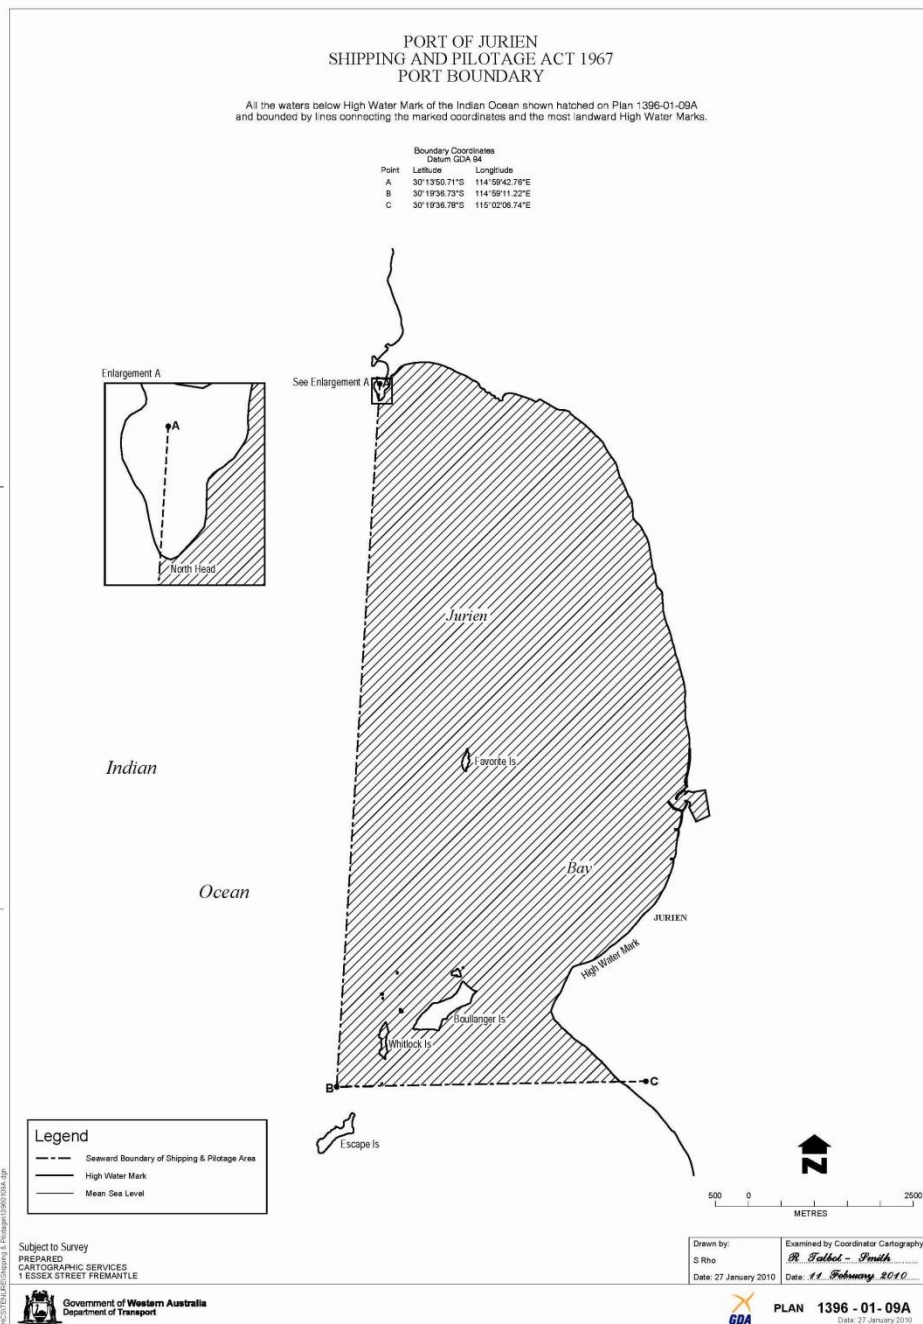 PORT OF JURIEN
SHIPPING AND PILOTAGE ACT 1967
PORT BOUNDARY
All the waters below High Water Mark of the Indian Ocean shown hatched on Plan 1396-01-09A
and bounded by lines connecting the marked coordinates and the most landward High Water Marks.
Boundary Coordinates
Datum GDA 94
Point Latitude Longitude
A 30°13'50.71"S 114°59'42.76"E
B 30°19'36.73"S 114°59'11.22"E
C 30°19'36.78"S 115°02'06.74"E
Enlargement A
See Enlargement A
A
A
North Head
Jurien
Favorite Is
Indian
Bay
Ocean
JURIEN
High Water Mark
Boullanger Is
Whitlock Is
B
C
Escape Is
Legend
Seaward Boundary of Shipping & Pilotage Area
High Water Mark
Mean Sea Level
N
500 0 2500
METRES
Subject to Survey
PREPARED
CARTOGRAPHIC SERVICES
1 ESSEX STREET FREMANTLE
Drawn by:
S Rho
Date: 27 January 2010
Examined by Coordinator Cartography
R Talbot - Smith
Date: 11 February 2010
Government of Western Australia
Department of Transport
GDA
PLAN 1396 - 01- 09A
Date: 27 January 2010